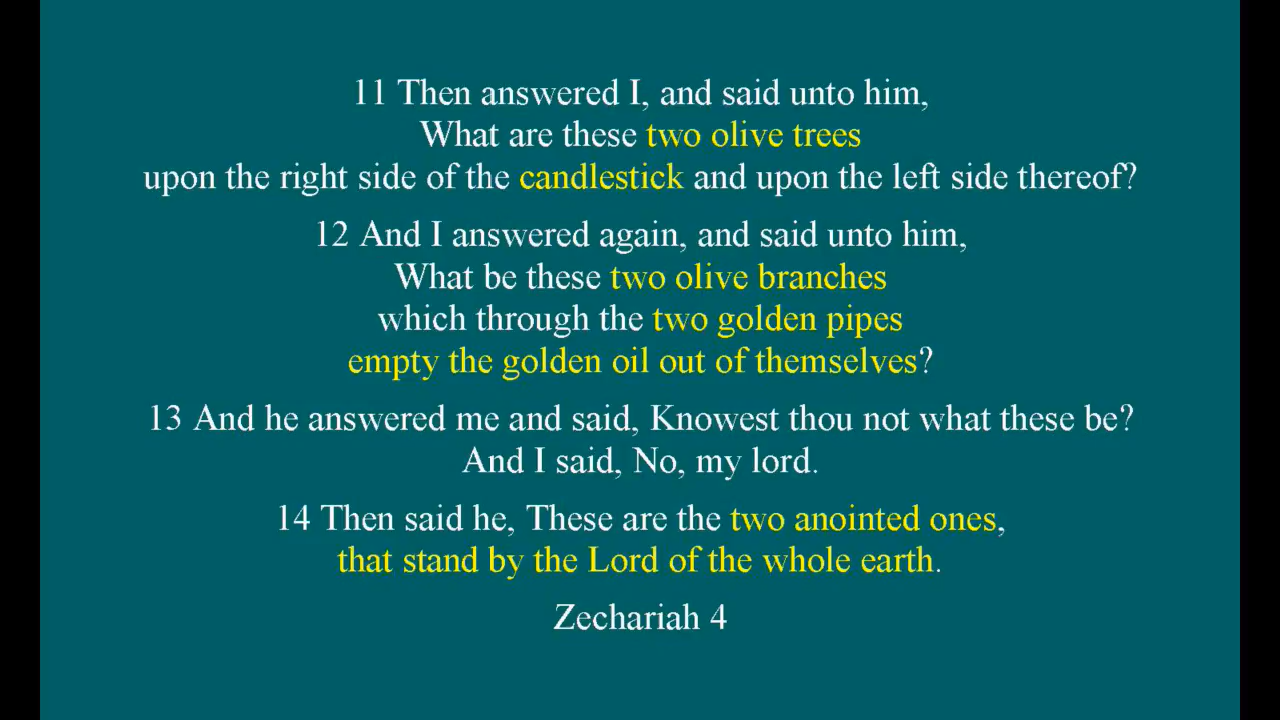 11 Then answered I, and said unto him,
What are these two olive trees
upon the right side of the candlestick and upon the left side thereof?
12 And I answered again, and said unto him,
What be these two olive branches
which through the two golden pipes
empty the golden oil out of themselves?
13 And he answered me and said, Knowest thou not what these be?
And I said, No, my lord.
14 Then said he, These are the two anointed ones,
that stand by the Lord of the whole earth.
Zechariah 4